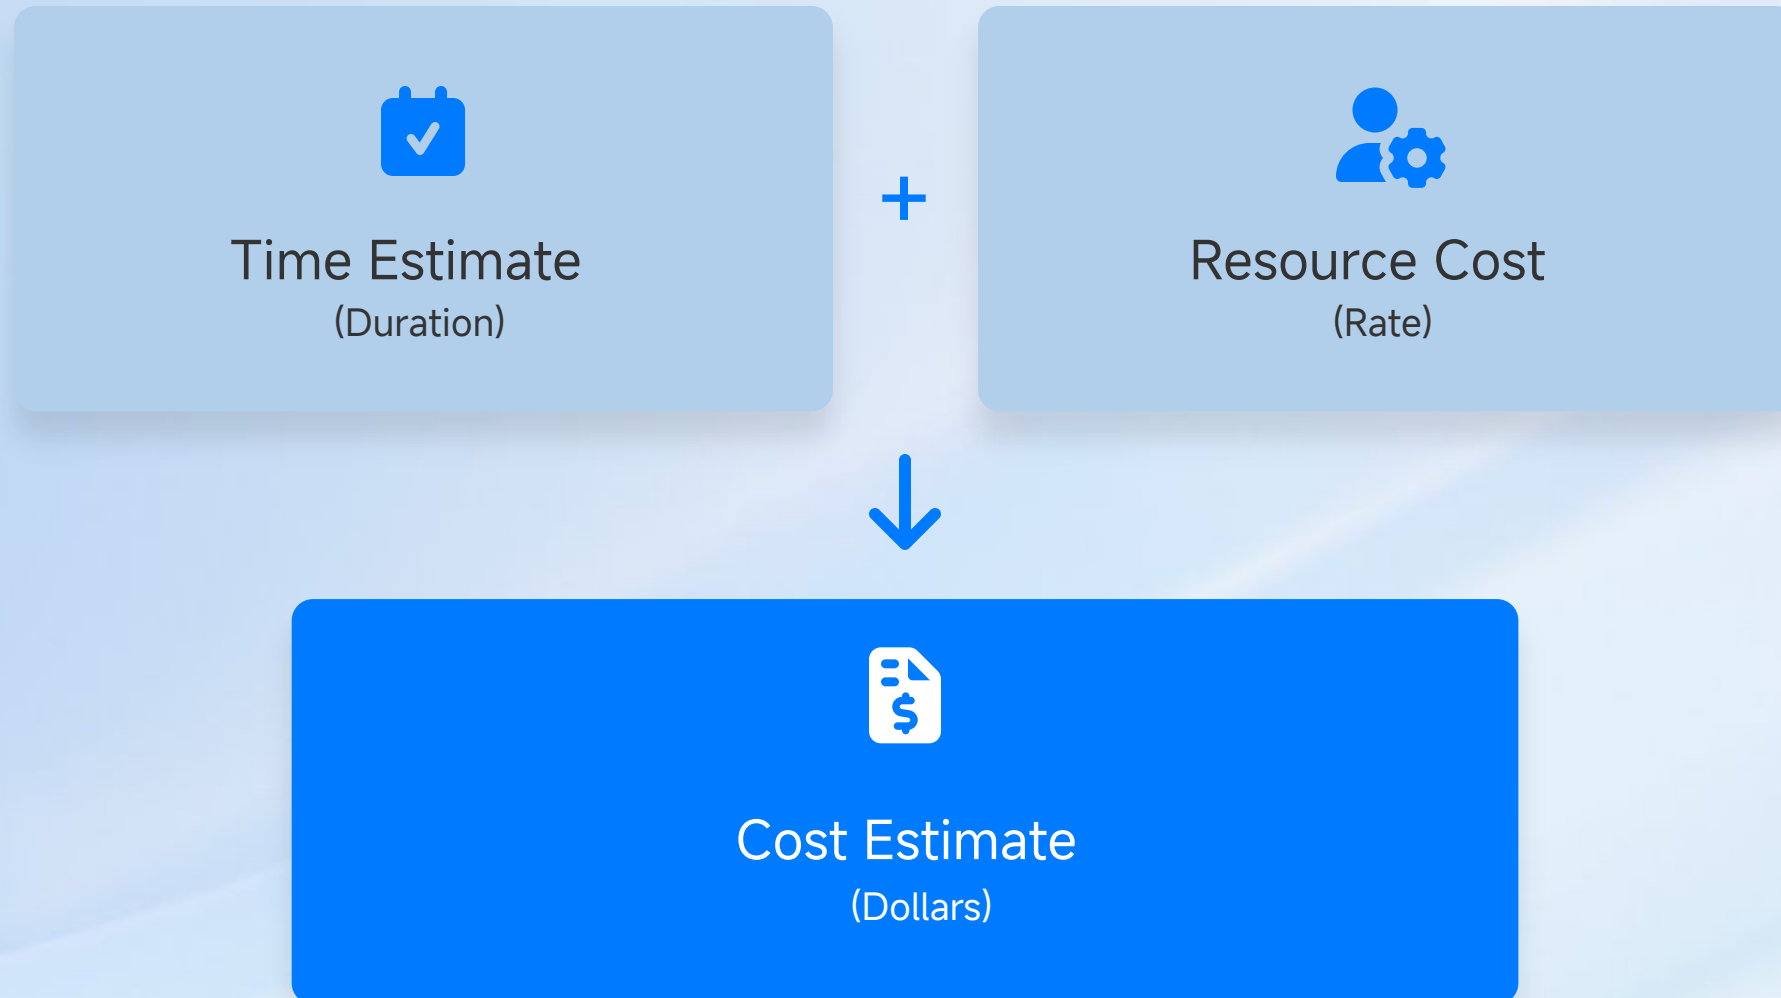 Time Estimate
(Duration)
+
Resource Cost
(Rate)
$
Cost Estimate
(Dollars)